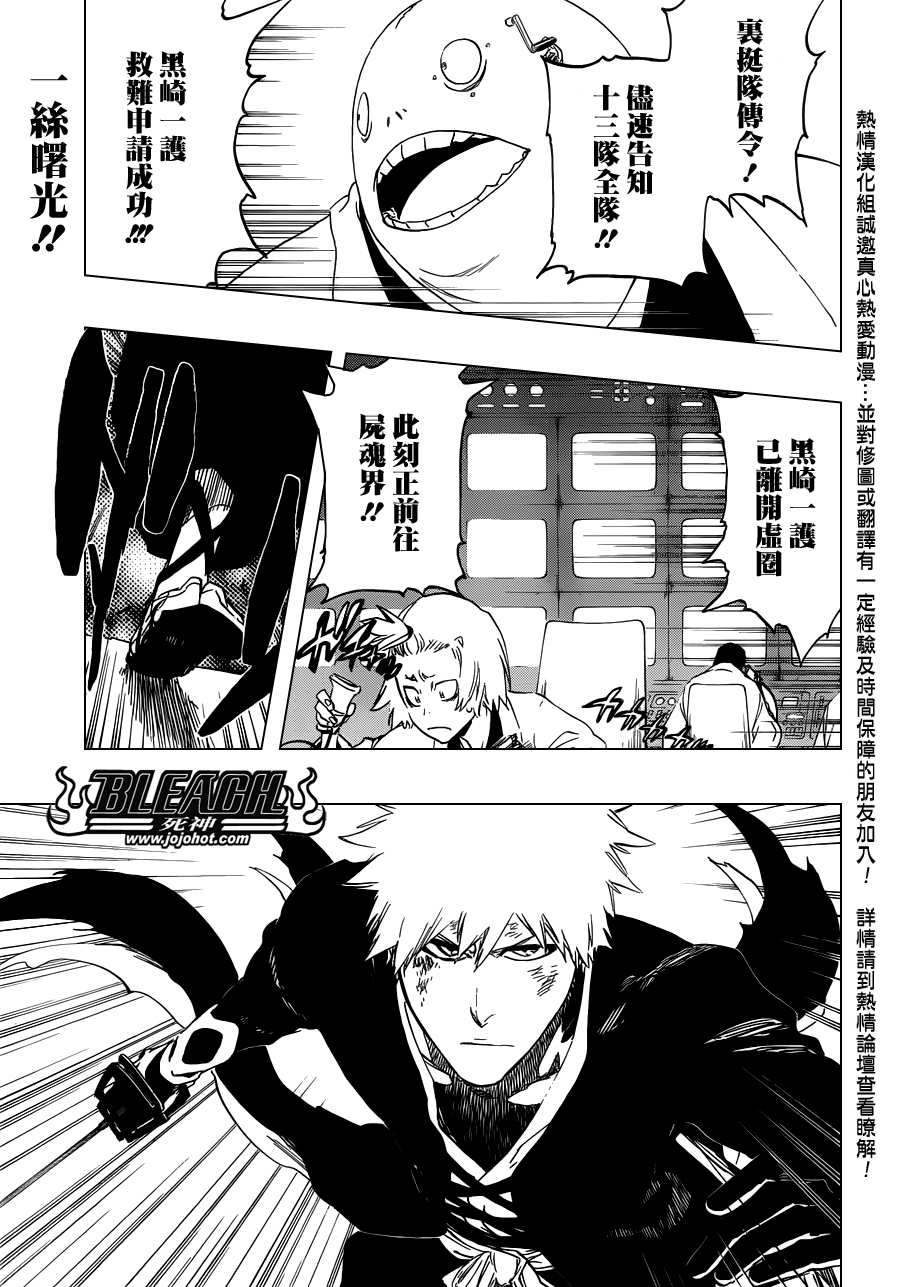 裏挺隊傳令！
儘速告知
十三隊全隊！！
黑崎一護
救難申請成功！！！
一絲曙光！！
黑崎一護
已離開虛圈
此刻正前往
屍魂界！！
ガガガッ
BLEACH
死神
www.jojohot.com
熱情漢化組誠邀真心熱愛動漫…並對修圖或翻譯有一定經驗及時間保障的朋友加入！ 詳情請到熱情論壇查看瞭解！